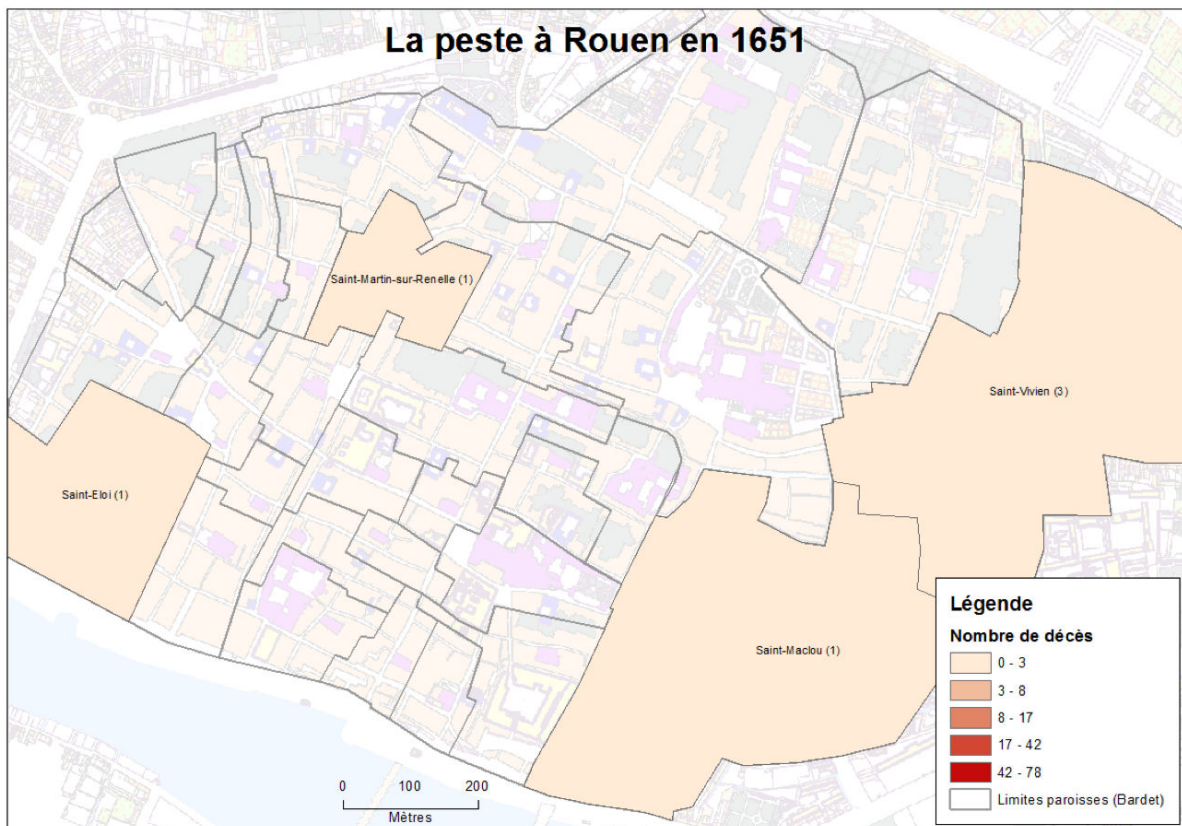 La peste à Rouen en 1651
Saint-Martin-sur-Renelle (1)
Saint-Vivien (3)
Saint-Eloi (1)
Saint-Maclou (1)
0 100 200
Mètres
Légende
Nombre de décès
0 - 3
3 - 8
8 - 17
17 - 42
42 - 78
Limites paroisses (Bardet)